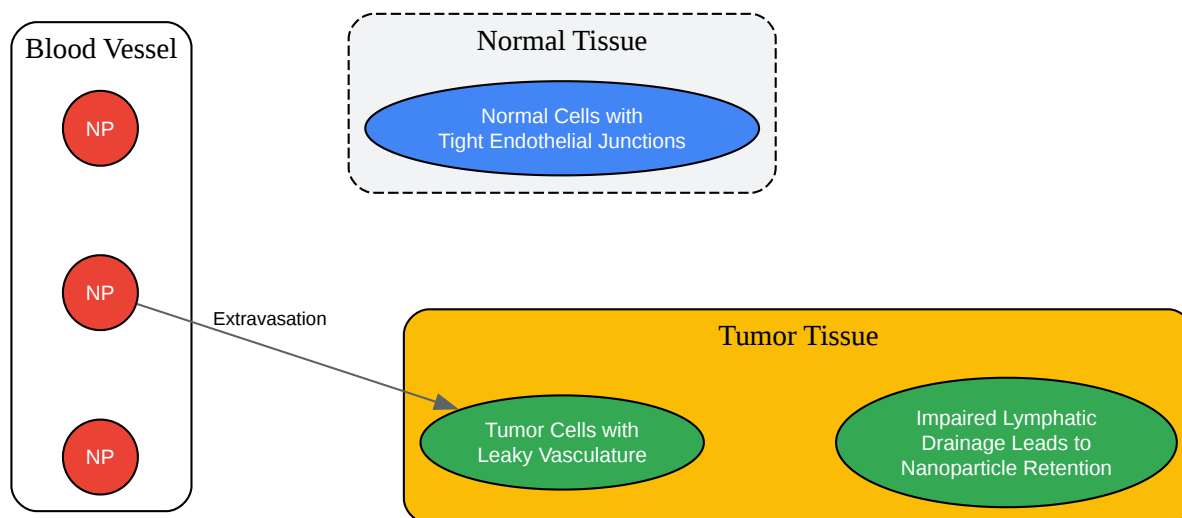 Blood Vessel
NP
NP
NP
Normal Tissue
Normal Cells with
Tight Endothelial Junctions
Extravasation
Tumor Tissue
Tumor Cells with
Leaky Vasculature
Impaired Lymphatic
Drainage Leads to
Nanoparticle Retention